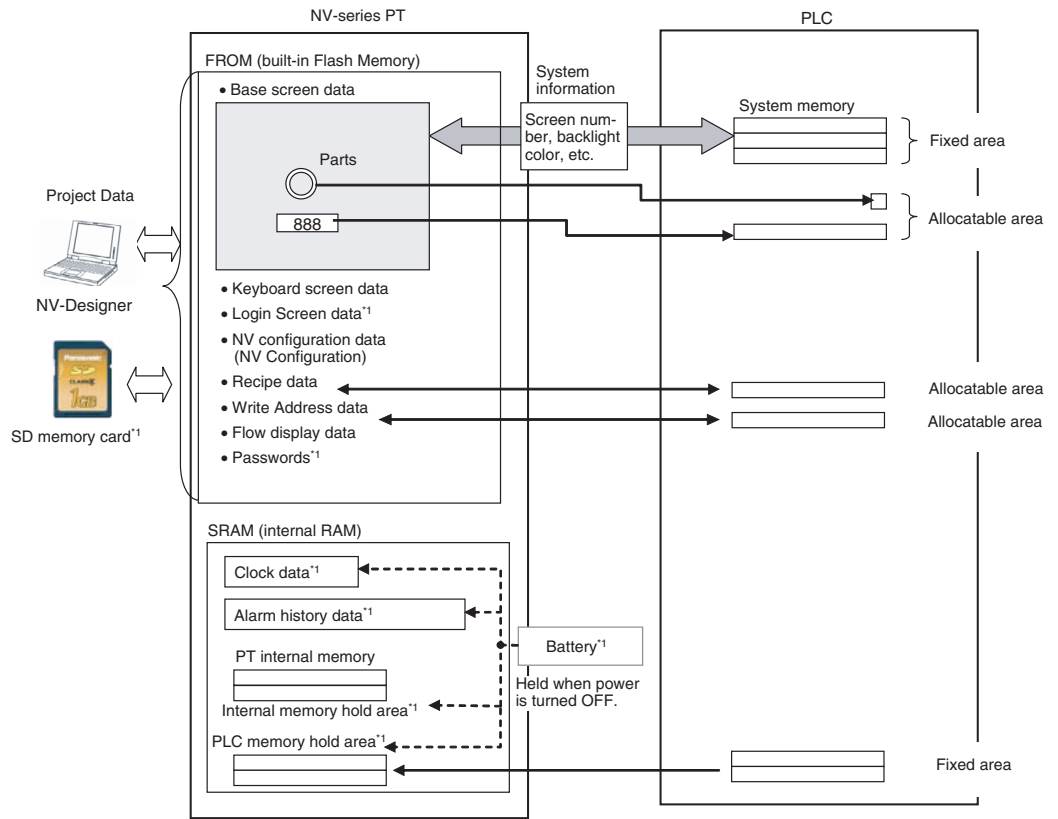 NV-series PT
PLC
FROM (built-in Flash Memory)
• Base screen data
System
information
Screen num-
ber, backlight
color, etc.
System memory
Fixed area
Parts
888
Allocatable area
Project Data
NV-Designer
Panasonic
SD
CLASS
1GB
SD memory card*1
• Keyboard screen data
• Login Screen data*1
• NV configuration data
(NV Configuration)
• Recipe data
• Write Address data
• Flow display data
• Passwords*1
Allocatable area
Allocatable area
SRAM (internal RAM)
Clock data*1
Alarm history data*1
PT internal memory
Internal memory hold area*1
PLC memory hold area*1
Battery*1
Held when power
is turned OFF.
Fixed area